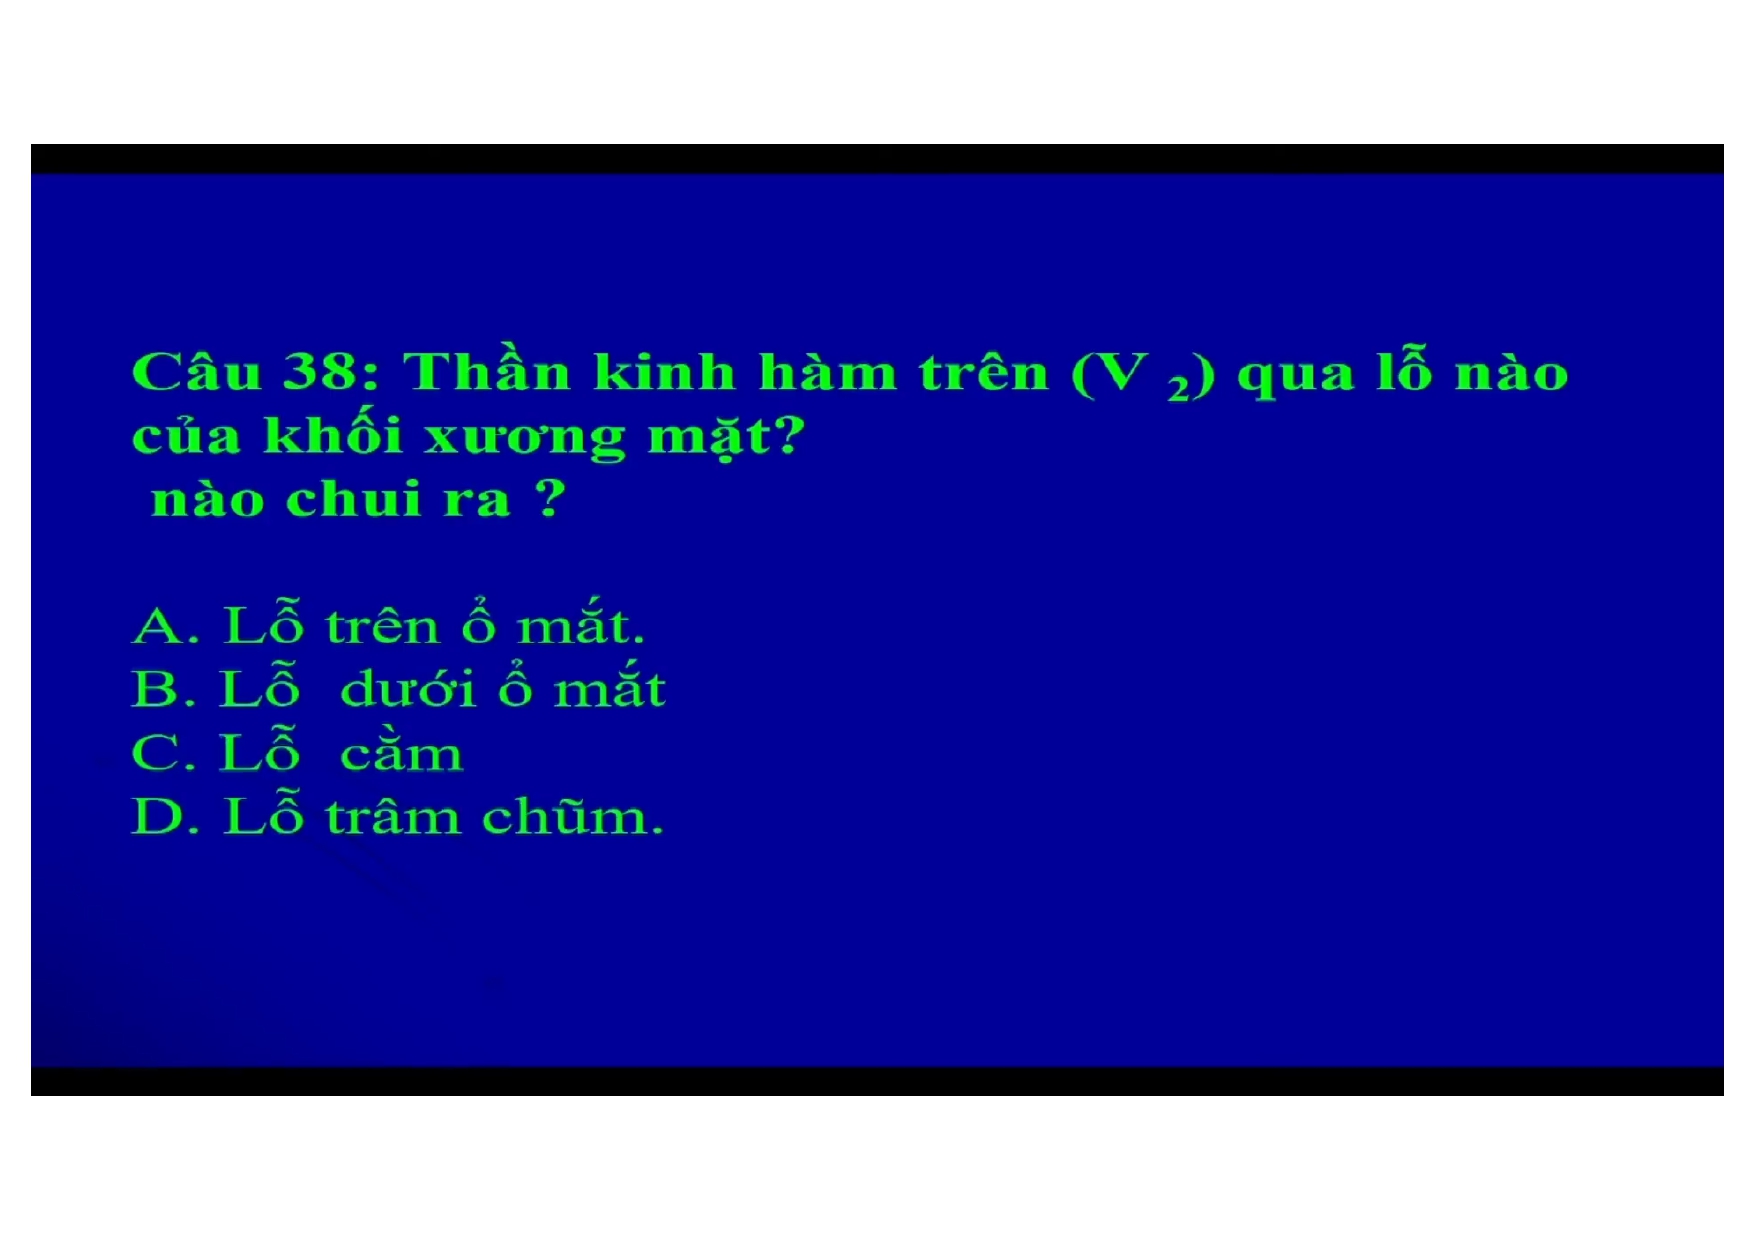 Câu 38: Thần kinh hàm trên (V ₂) qua lỗ nào
của khối xương mặt?
nào chui ra ?
A. Lỗ trên ổ mắt.
B. Lỗ dưới ổ mắt
C. Lỗ cằm
D. Lỗ trâm chũm.